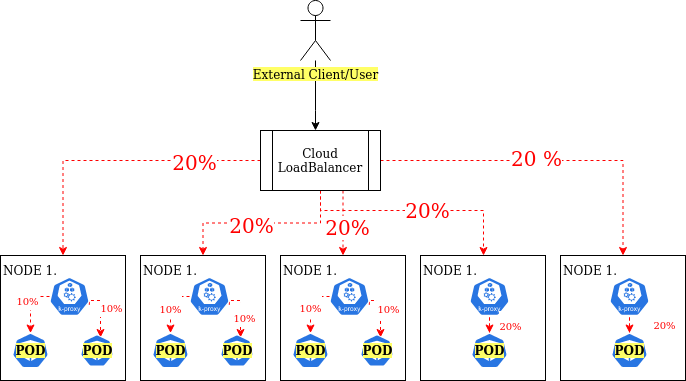 External Client/User
Cloud
LoadBalancer
20%
20 %
20%
20%
20%
NODE 1.
NODE 1.
NODE 1.
NODE 1.
NODE 1.
k-proxy
k-proxy
k-proxy
k-proxy
k-proxy
10%
10%
10%
10%
10%
10%
20%
20%
POD
POD
POD
POD
POD
POD
POD
POD